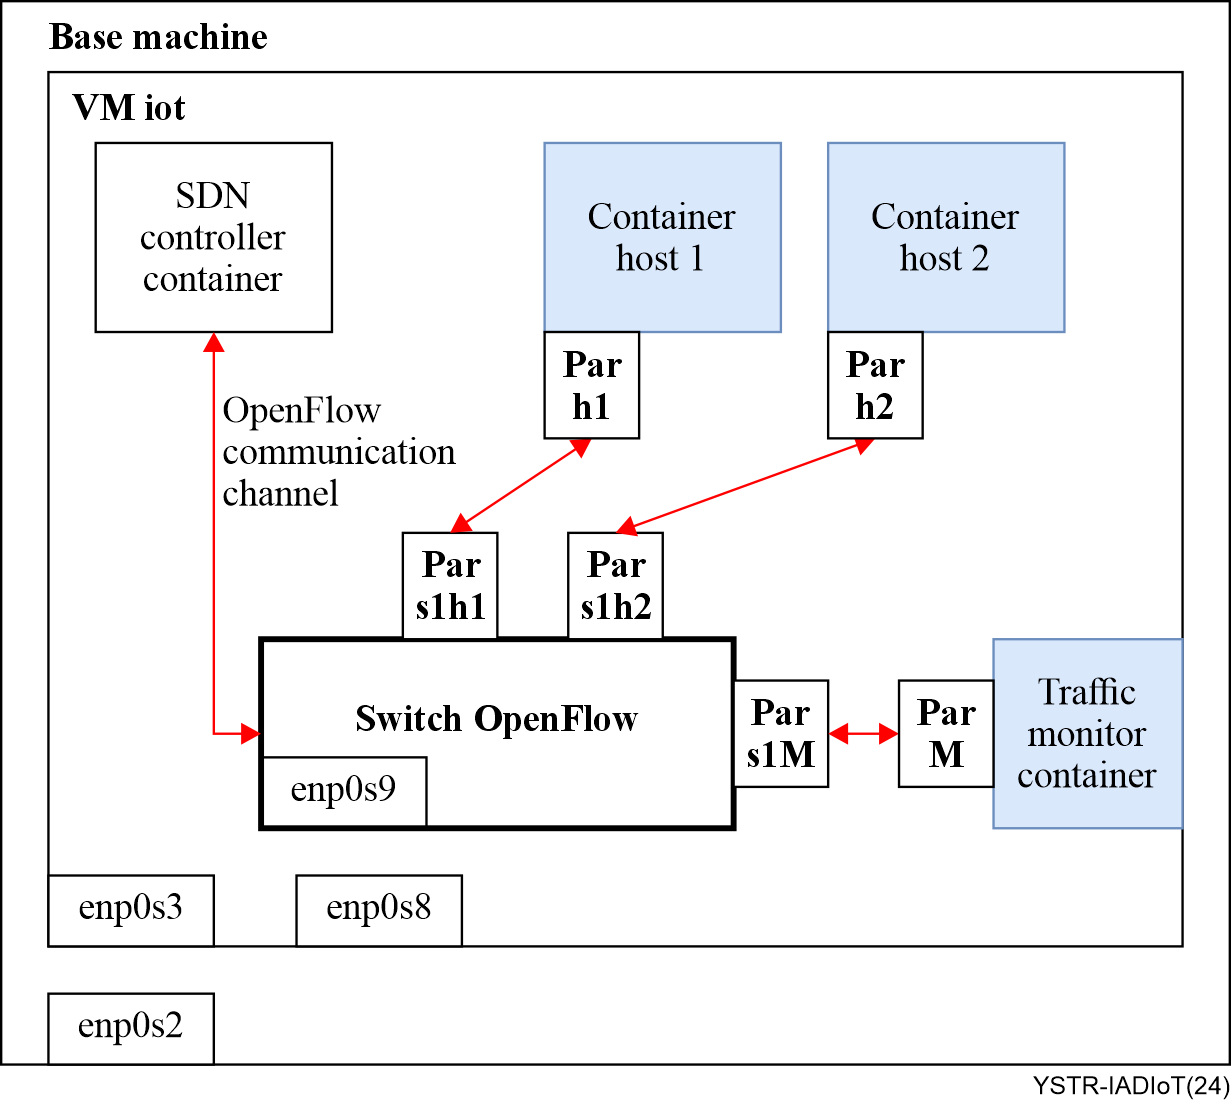 Base machine
VM iot
SDN
controller
container
Container
host 1
Container
host 2
Par
h1
Par
h2
OpenFlow
communication
channel
Par
s1h1
Par
s1h2
Switch OpenFlow
enp0s9
Par
s1M
Par
M
Traffic
monitor
container
enp0s3
enp0s8
enp0s2
YSTR-IADIoT(24)